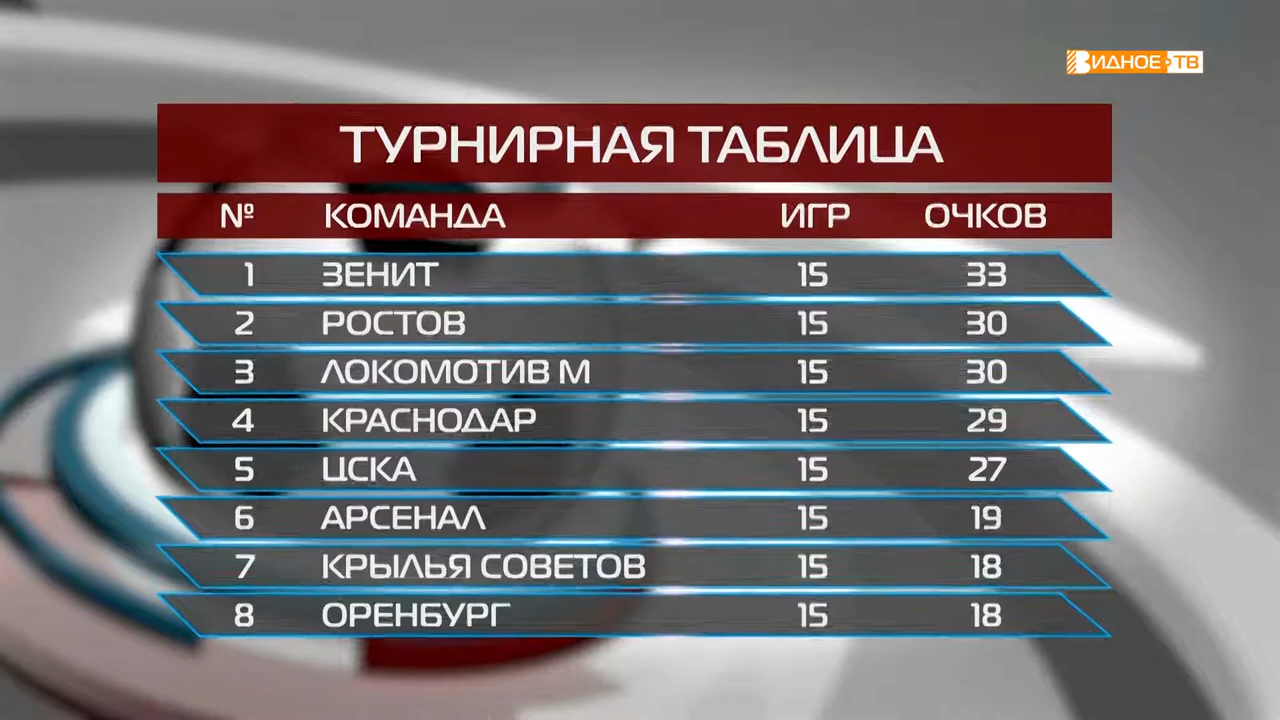 ВИДНОЕ ТВ
ТУРНИРНАЯ ТАБЛИЦА
№ КОМАНДА ИГР ОЧКОВ
1 ЗЕНИТ 15 33
2 РОСТОВ 15 30
3 ЛОКОМОТИВ М 15 30
4 КРАСНОДАР 15 29
5 ЦСКА 15 27
6 АРСЕНАЛ 15 19
7 КРЫЛЬЯ СОВЕТОВ 15 18
8 ОРЕНБУРГ 15 18